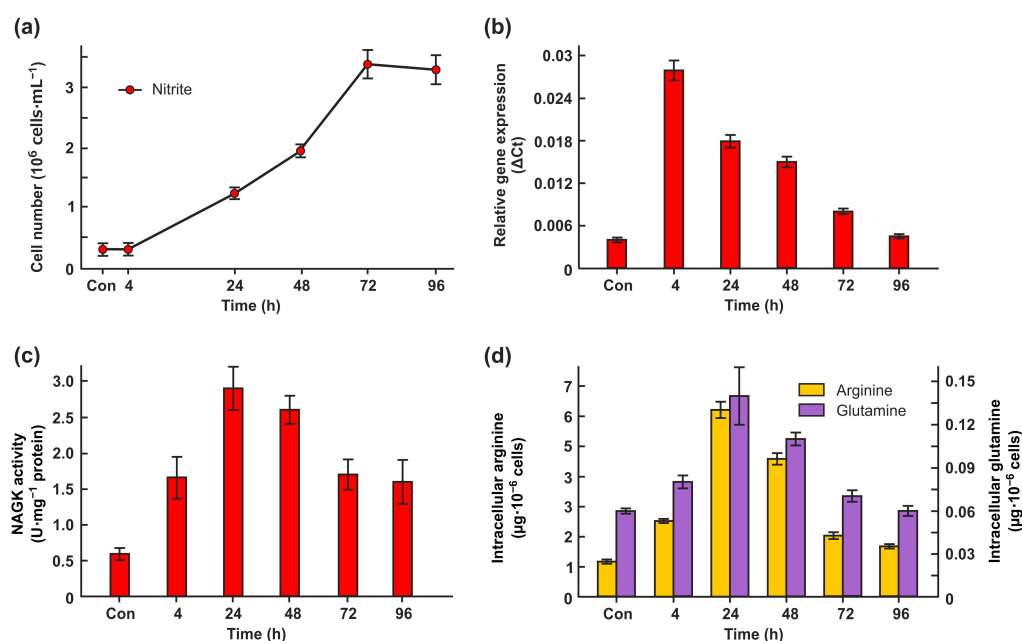 (a)
Cell number (10⁶ cells·mL⁻¹)
3
2
1
0
Nitrite
Con 4 24 48 72 96
Time (h)
(b)
Relative gene expression
(ΔCt)
0.03
0.024
0.018
0.012
0.006
0
Con 4 24 48 72 96
Time (h)
(c)
NAGK activity
(U·mg⁻¹ protein)
3.0
2.5
2.0
1.5
0.5
0
Con 4 24 48 72 96
Time (h)
(d)
Intracellular arginine
(µg·10⁻⁶ cells)
7
6
5
3
3
2
1
0
Arginine
Glutamine
0.15
0.12
0.09
0.06
0.03
0
Intracellular glutamine
(µg·10⁻⁶ cells)
Con 4 24 48 72 96
Time (h)